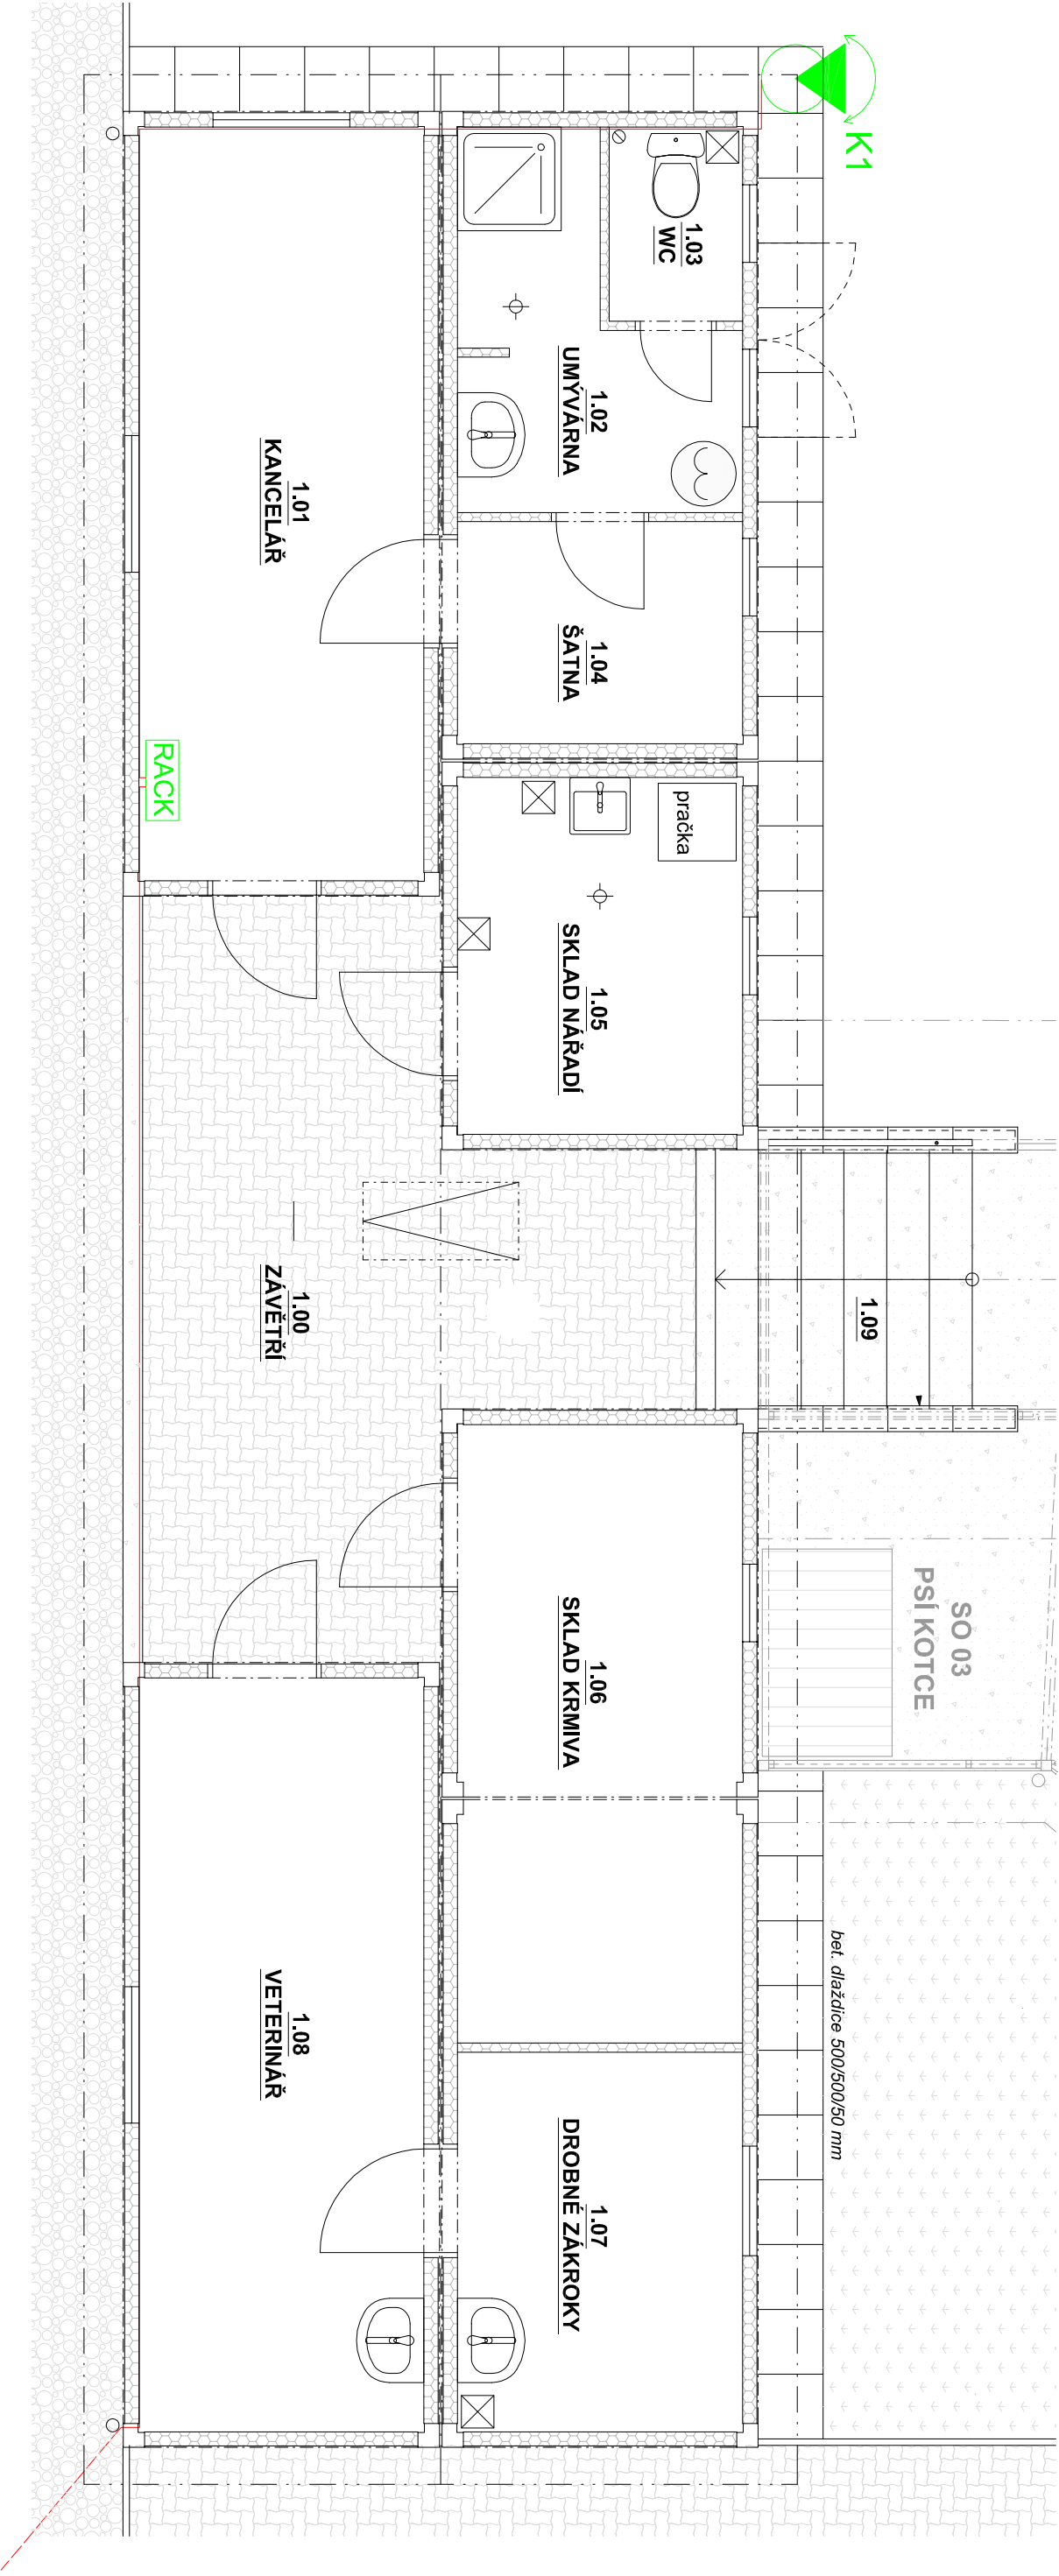 K1
1.03
WC
1.02
UMÝVÁRNA
1.01
KANCELÁŘ
1.04
ŠATNA
RACK
pračka
1.05
SKLAD NÁŘADÍ
1.00
ZÁVĚTŘÍ
1.09
SO 03
PSÍ KOTCE
1.06
SKLAD KRMIVA
bet. dlaždice 500/500/50 mm
1.08
VETERINÁŘ
1.07
DROBNÉ ZÁKROKY